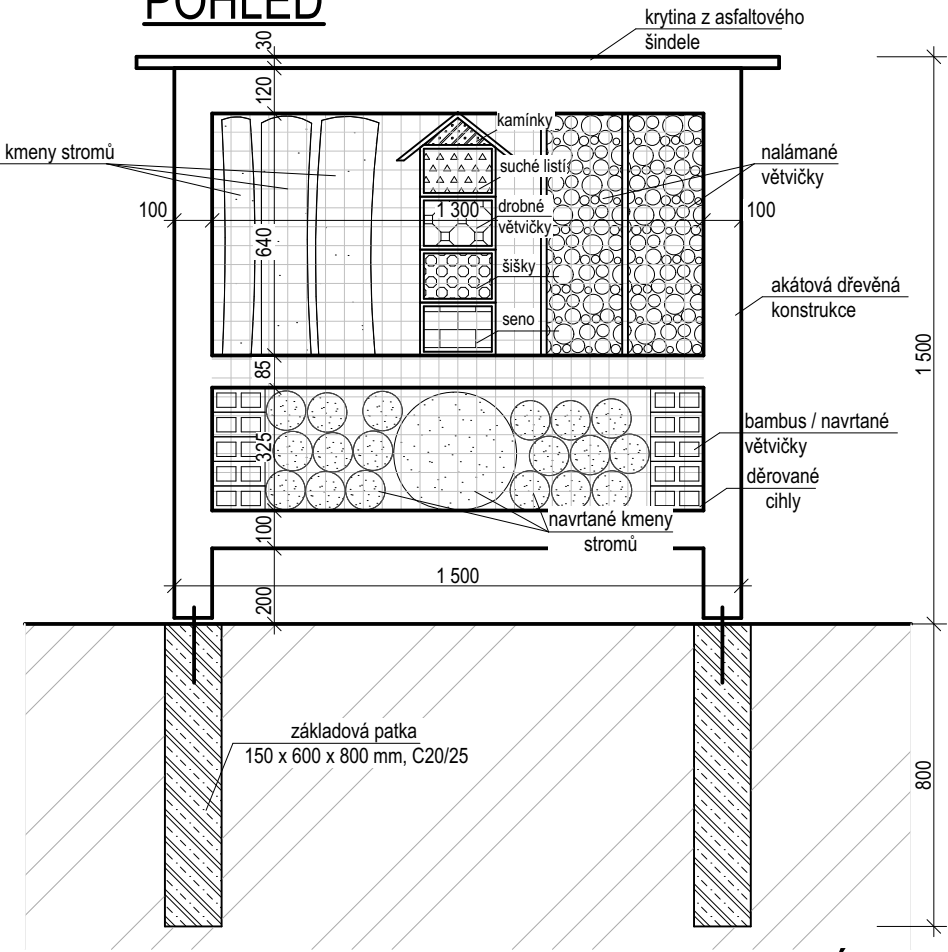 POHLED
krytina z asfaltového
šindele
30
120
kmeny stromů
kamínky
suché listí
nalámané
větvičky
100
1 300
drobné
větvičky
100
640
šišky
akátová dřevěná
konstrukce
seno
1 500
85
bambus / navrtané
větvičky
325
děrované
cihly
navrtané kmeny
stromů
100
1 500
200
základová patka
150 x 600 x 800 mm, C20/25
800